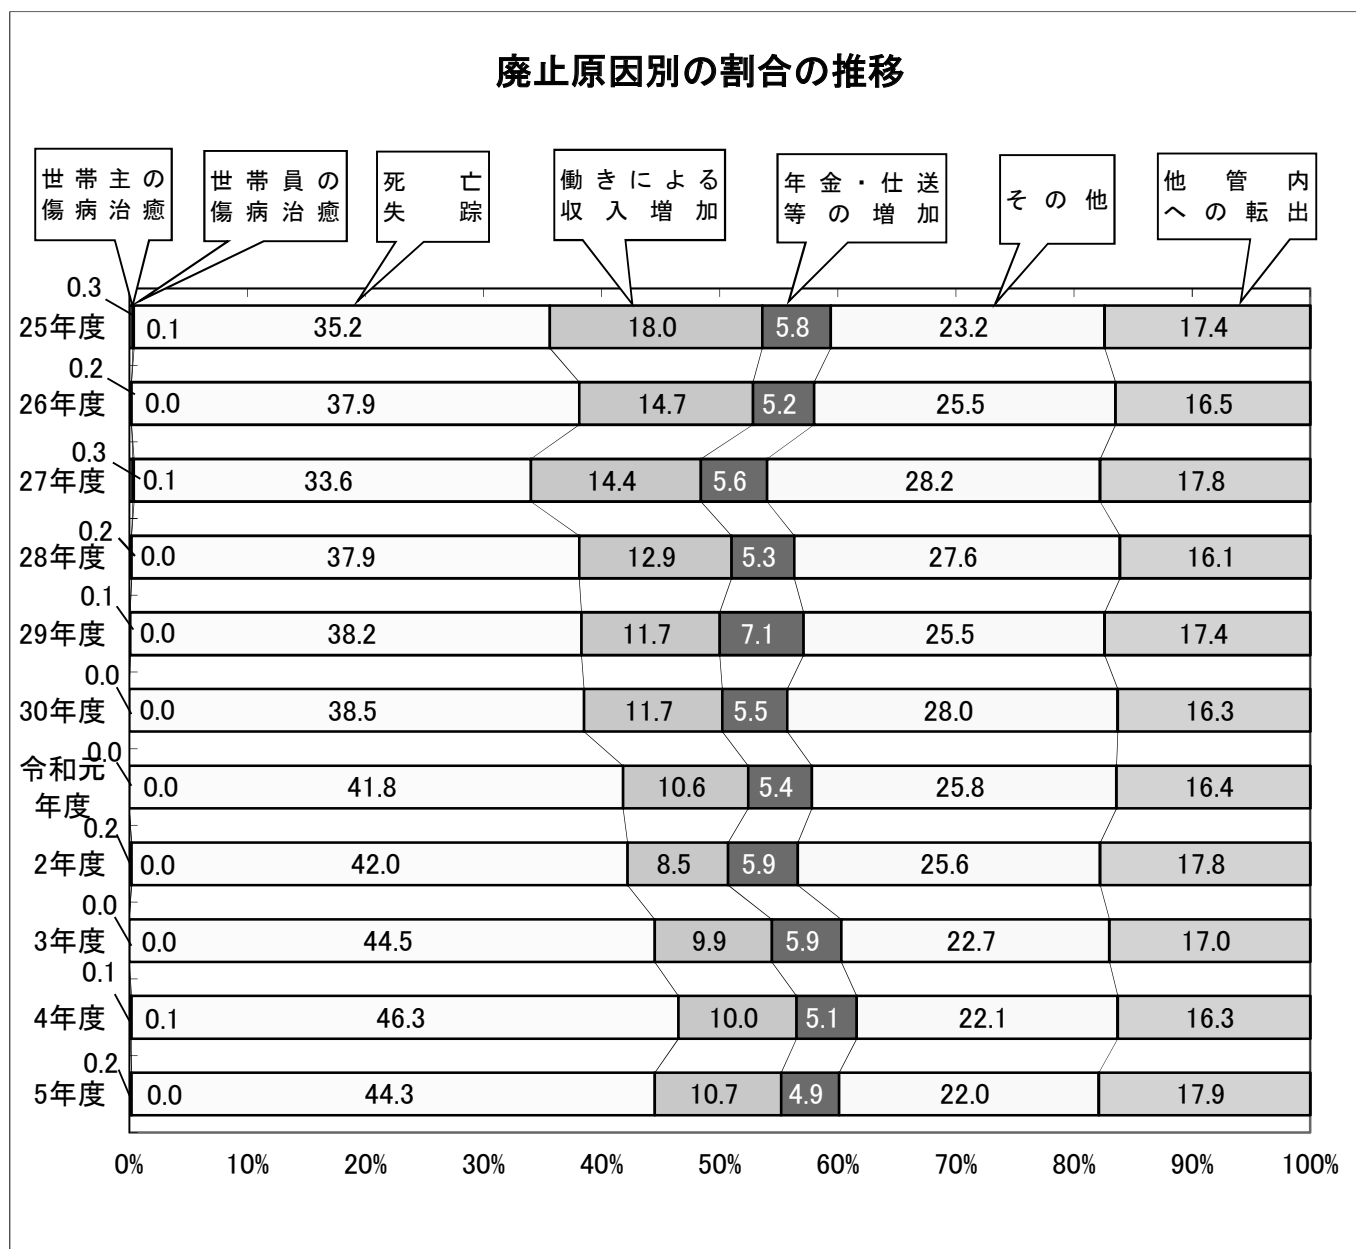 廃止原因別の割合の推移
世帯主の
傷病治癒
世帯員の
傷病治癒
死亡
失踪
働きによる
収入増加
年金・仕送
等の増加
その他
他管内
への転出
0.3
25年度 0.1 35.2 18.0 5.8 23.2 17.4
0.2
26年度 0.0 37.9 14.7 5.2 25.5 16.5
0.3
27年度 0.1 33.6 14.4 5.6 28.2 17.8
0.2
28年度 0.0 37.9 12.9 5.3 27.6 16.1
0.1
29年度 0.0 38.2 11.7 7.1 25.5 17.4
0.0
30年度 0.0 38.5 11.7 5.5 28.0 16.3
0.0
令和元
年度 0.0 41.8 10.6 5.4 25.8 16.4
0.2
2年度 0.0 42.0 8.5 5.9 25.6 17.8
0.0
3年度 0.0 44.5 9.9 5.9 22.7 17.0
0.1
4年度 0.1 46.3 10.0 5.1 22.1 16.3
0.2
5年度 0.0 44.3 10.7 4.9 22.0 17.9
0% 10% 20% 30% 40% 50% 60% 70% 80% 90% 100%